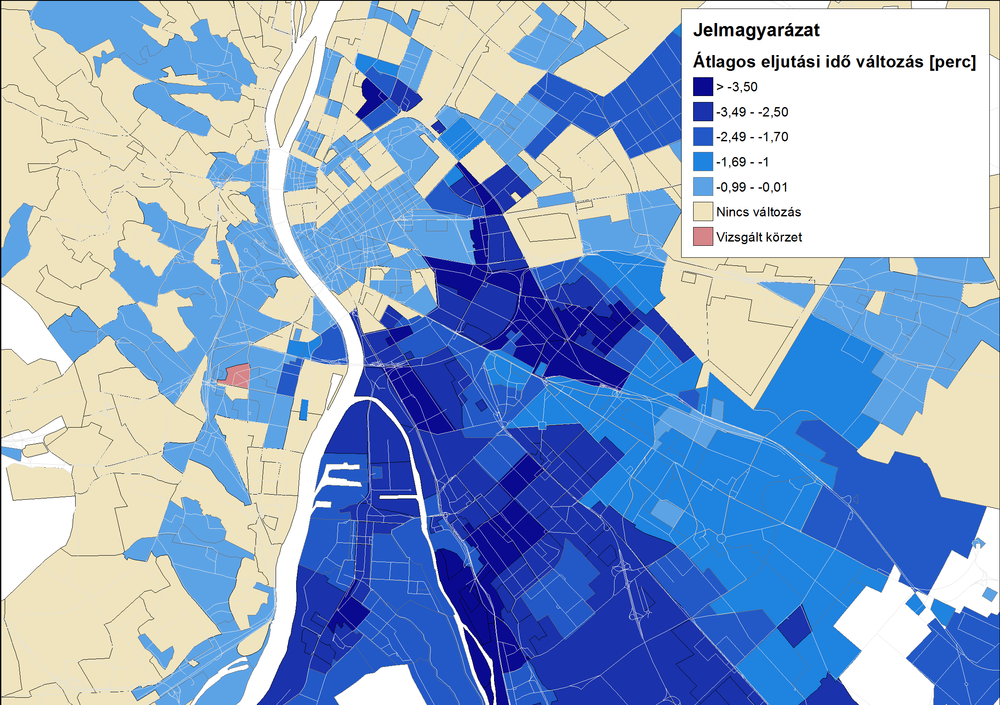 Jelmagyarázat
Átlagos eljutási idő változás [perc]
> -3,50
-3,49 - -2,50
-2,49 - -1,70
-1,69 - -1
-0,99 - -0,01
Nincs változás
Vizsgált körzet